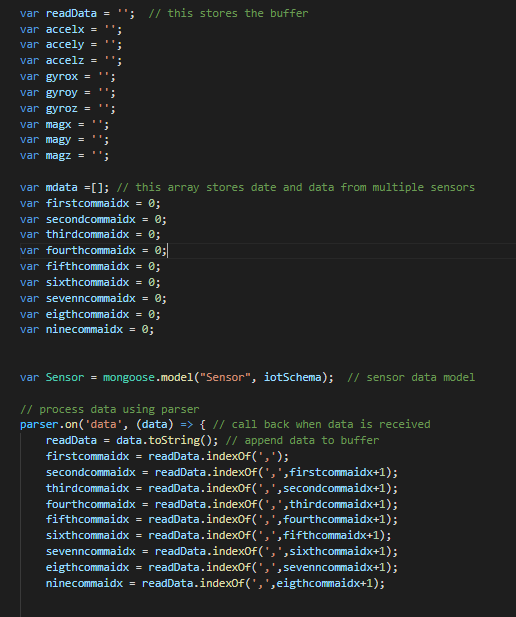 var readData = '';  // this stores the buffer
var accelx = '';
var accely = '';
var accelz = '';
var gyrox = '';
var gyroy = '';
var gyroz = '';
var magx = '';
var magy = '';
var magz = '';
var mdata =[]; // this array stores date and data from multiple sensors
var firstcommaidx = 0;
var secondcommaidx = 0;
var thirdcommaidx = 0;
var fourthcommaidx = 0;
var fifthcommaidx = 0;
var sixthcommaidx = 0;
var sevenncommaidx = 0;
var eigthcommaidx = 0;
var ninecommaidx = 0;
var Sensor = mongoose.model("Sensor", iotSchema);  // sensor data model
// process data using parser
parser.on('data', (data) => { // call back when data is received
    readData = data.toString(); // append data to buffer
    firstcommaidx = readData.indexOf(',');
    secondcommaidx = readData.indexOf(',',firstcommaidx+1);
    thirdcommaidx = readData.indexOf(',',secondcommaidx+1);
    fourthcommaidx = readData.indexOf(',',thirdcommaidx+1);
    fifthcommaidx = readData.indexOf(',',fourthcommaidx+1);
    sixthcommaidx = readData.indexOf(',',fifthcommaidx+1);
    sevenncommaidx = readData.indexOf(',',sixthcommaidx+1);
    eigthcommaidx = readData.indexOf(',',sevenncommaidx+1);
    ninecommaidx = readData.indexOf(',',eigthcommaidx+1);